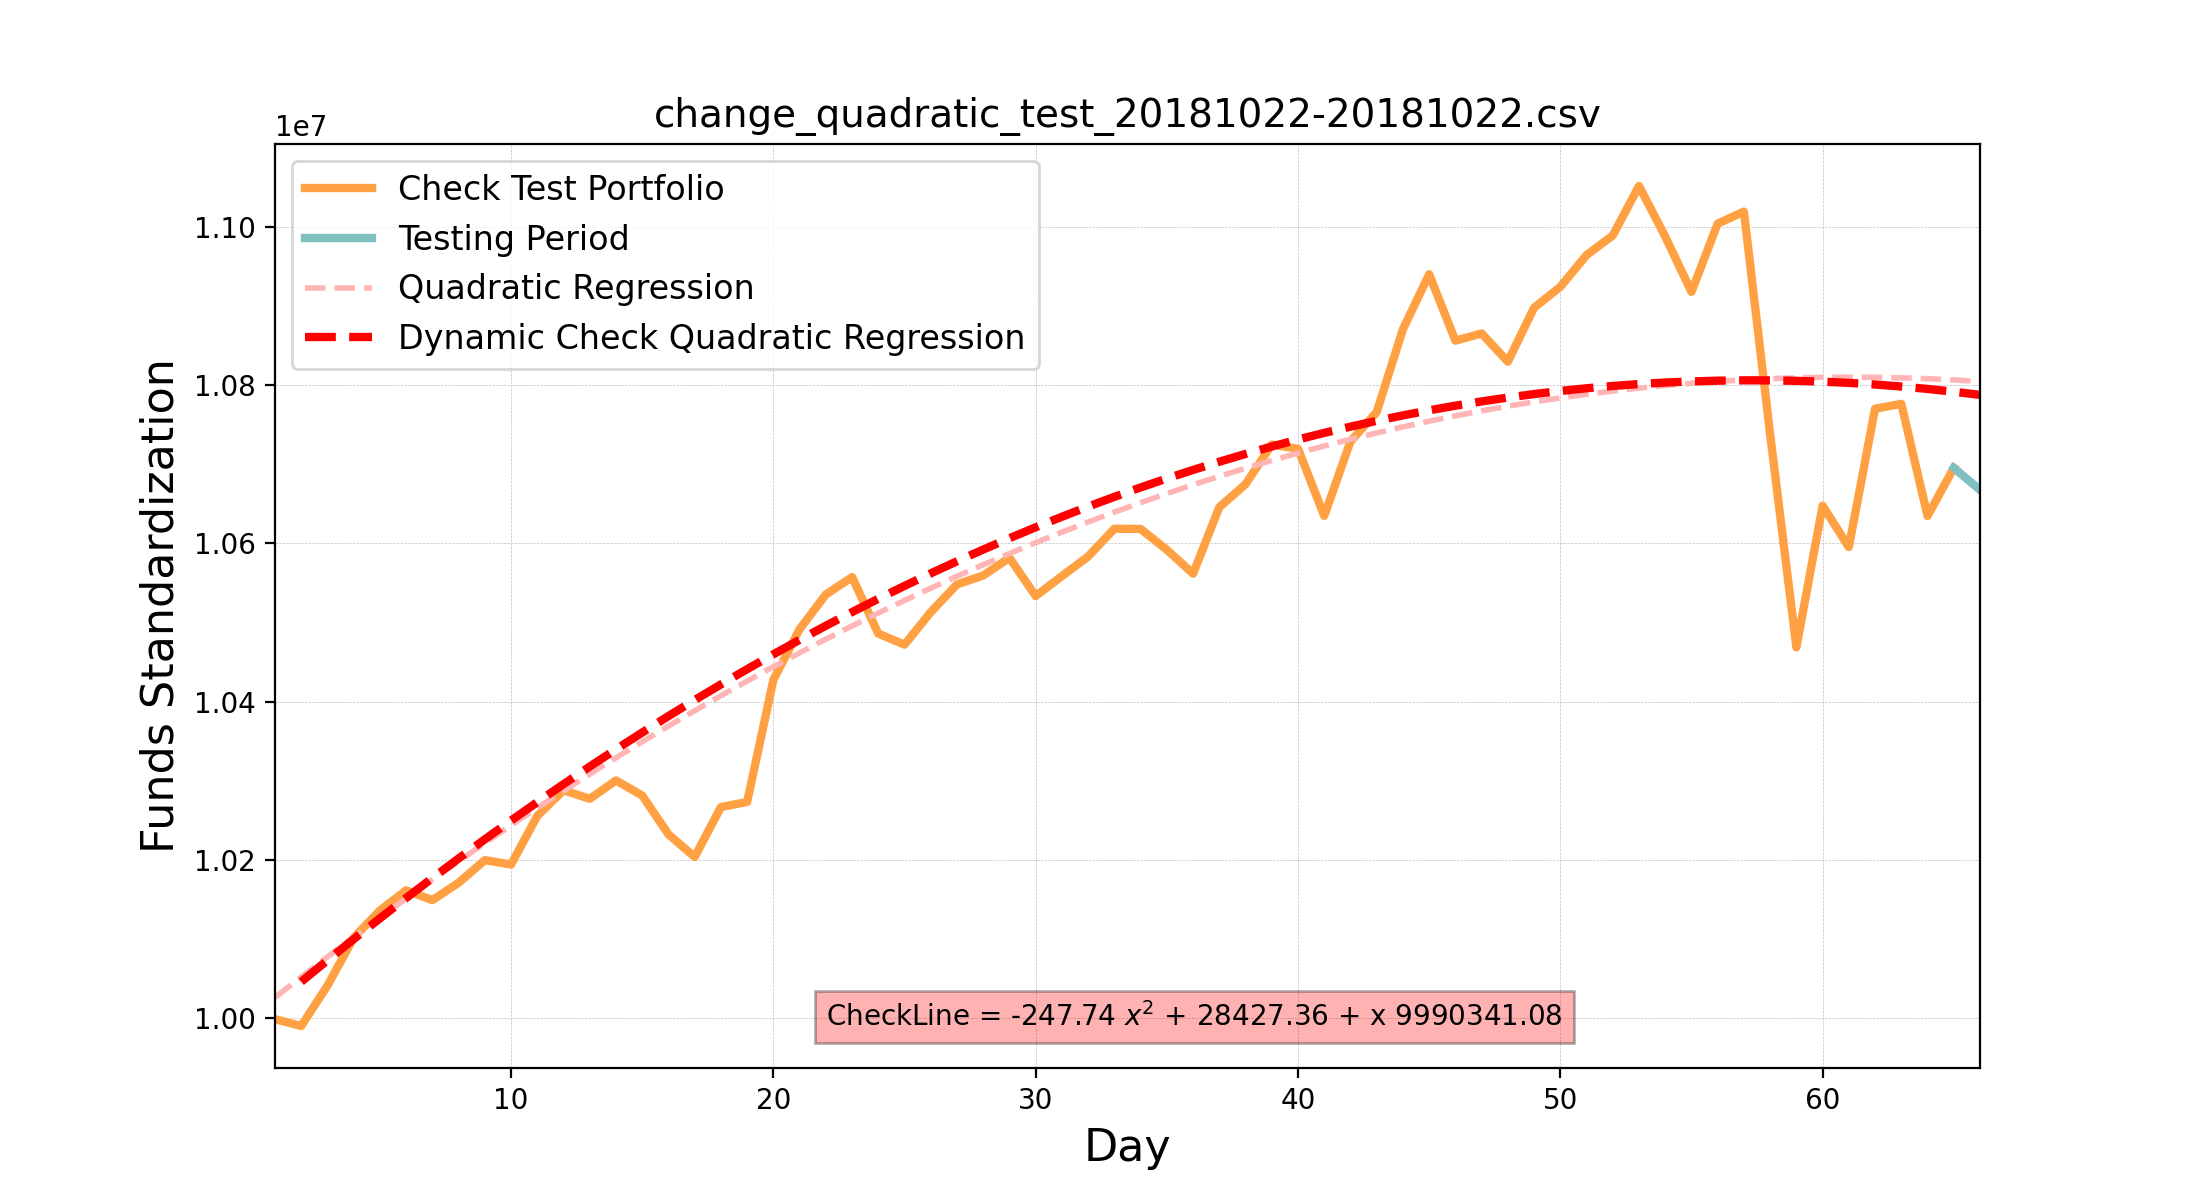 change_quadratic_test_20181022-20181022.csv
1e7
Check Test Portfolio
Testing Period
Quadratic Regression
Dynamic Check Quadratic Regression
1.10
1.08
1.06
1.04
1.02
1.00
Funds Standardization
CheckLine = -247.74 x² + 28427.36 + x 9990341.08
10 20 30 40 50 60
Day